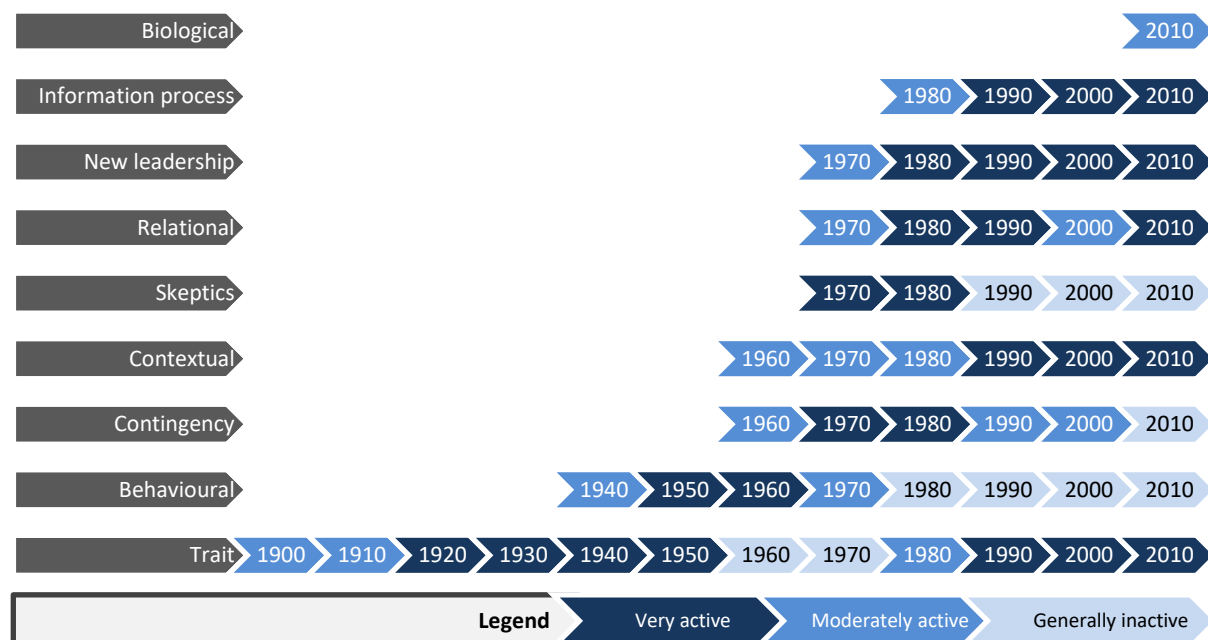 Biological 2010
Information process 1980 1990 2000 2010
New leadership 1970 1980 1990 2000 2010
Relational 1970 1980 1990 2000 2010
Skeptics 1970 1980 1990 2000 2010
Contextual 1960 1970 1980 1990 2000 2010
Contingency 1960 1970 1980 1990 2000 2010
Behavioural 1940 1950 1960 1970 1980 1990 2000 2010
Trait 1900 1910 1920 1930 1940 1950 1960 1970 1980 1990 2000 2010
Legend Very active Moderately active Generally inactive